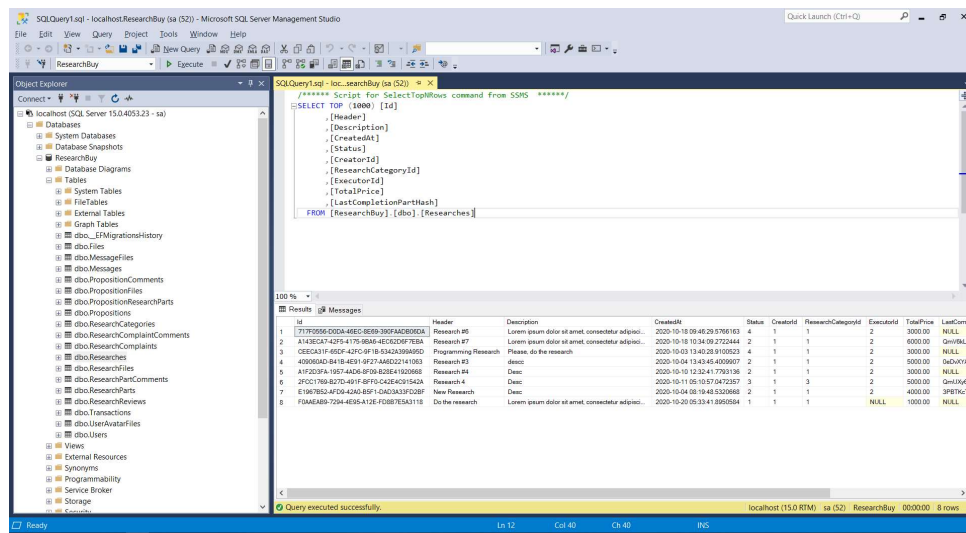 SQLQuery1.sql - localhost.ResearchBuy (sa (52)) - Microsoft SQL Server Management Studio
Quick Launch (Ctrl+Q)
File Edit View Query Project Tools Window Help
New Query
ResearchBuy
Execute
Object Explorer
Connect
localhost (SQL Server 15.0.4053.23 - sa)
Databases
System Databases
Database Snapshots
ResearchBuy
Database Diagrams
Tables
System Tables
FileTables
External Tables
Graph Tables
dbo.__EFMigrationsHistory
dbo.Files
dbo.MessageFiles
dbo.Messages
dbo.PropositionComments
dbo.PropositionFiles
dbo.PropositionResearchParts
dbo.Propositions
dbo.ResearchCategories
dbo.ResearchComplaintComments
dbo.ResearchComplaints
dbo.Researches
dbo.ResearchFiles
dbo.ResearchPartComments
dbo.ResearchParts
dbo.ResearchReviews
dbo.Transactions
dbo.UserAvatarFiles
dbo.Users
Views
External Resources
Synonyms
Programmability
Service Broker
Storage
Security
SQLQuery1.sql - loc...searchBuy (sa (52))
/****** Script for SelectTopNRows command from SSMS ******/
SELECT TOP (1000) [Id]
,[Header]
,[Description]
,[CreatedAt]
,[Status]
,[CreatorId]
,[ResearchCategoryId]
,[ExecutorId]
,[TotalPrice]
,[LastCompletionPartHash]
FROM [ResearchBuy].[dbo].[Researches]
100 %
Results Messages
Id Header Description CreatedAt Status CreatorId ResearchCategoryId ExecutorId TotalPrice LastCom
1 717F0556-D0DA-46EC-8E69-390FAADB06DA Research #6 Lorem ipsum dolor sit amet, consectetur adipisci... 2020-10-18 09:46:29.5766163 4 1 1 2 3000.00 NULL
2 A143ECA7-42F5-4175-9BA6-4EC62D6F7EBA Research #7 Lorem ipsum dolor sit amet, consectetur adipisci... 2020-10-18 10:34:09.2722444 2 1 1 2 6000.00
3 CEECA31F-65DF-42FC-9F1B-5342A399A95D Programming Research Please, do the research 2020-10-03 13:40:28.9100523 4 1 1 2 3000.00 NULL
4 409060AD-B41B-4E91-9F27-AA6D22141063 Research #3 descc 2020-10-04 13:43:45.4009907 2 1 1 2 5000.00
5 A1F2D3FA-1957-4AD6-8F09-B28E41920668 Research #4 Desc 2020-10-10 12:32:41.7793136 2 1 1 2 3000.00 NULL
6 2FCC1769-B27D-491F-BFF0-C42E4C91542A Research 4 Desc 2020-10-11 05:10:57.0472357 3 1 3 2 4000.00
7 E1967B52-AFD9-42A0-B5F1-DAD3A33FD2BF New Research Desc 2020-10-04 08:19:48.5320668 2 1 1 2 4000.00
8 F0AAEAB9-7294-4E95-A12E-FD8B7E5A3118 Do the research Lorem ipsum dolor sit amet, consectetur adipisci... 2020-10-20 05:33:41.8950584 1 1 1 NULL 1000.00 NULL
Query executed successfully.
localhost (15.0 RTM) sa (52) ResearchBuy 00:00:00 8 rows
Ready Ln 12 Col 40 Ch 40 INS